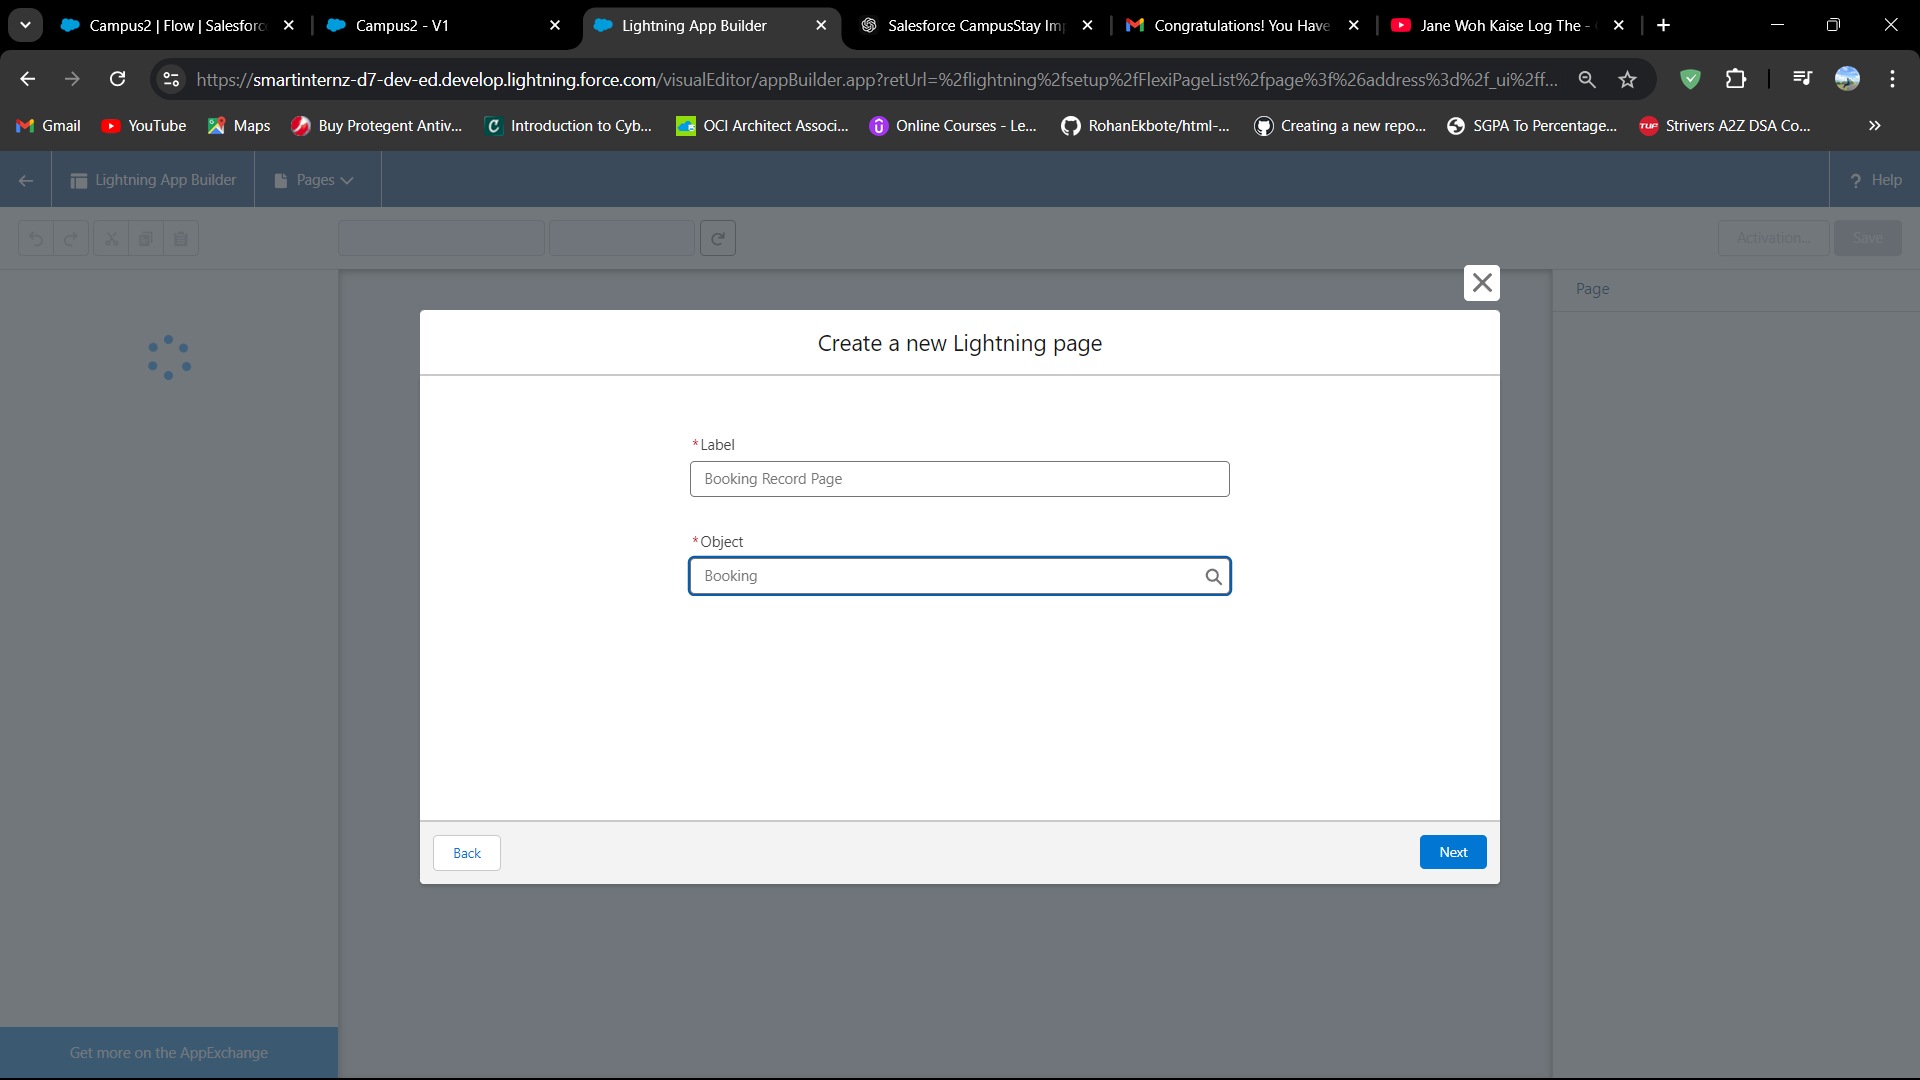 Campus2 | Flow | Salesforc
Campus2 - V1
Lightning App Builder
Salesforce CampusStay Im
Congratulations! You Have
Jane Woh Kaise Log The -
https://smartinternz-d7-dev-ed.develop.lightning.force.com/visualEditor/appBuilder.app?retUrl=%2flightning%2fsetup%2fFlexiPageList%2fpage%3f%26address%3d%2f_ui%2ff...
Gmail
YouTube
Maps
Buy Protegent Antiv...
Introduction to Cyb...
OCI Architect Associ...
Online Courses - Le...
RohanEkbote/html-...
Creating a new repo...
SGPA To Percentage...
TUF
Strivers A2Z DSA Co...
Lightning App Builder
Pages
? Help
Activation...
Save
Page
Create a new Lightning page
*Label
Booking Record Page
*Object
Booking
Back
Next
Get more on the AppExchange